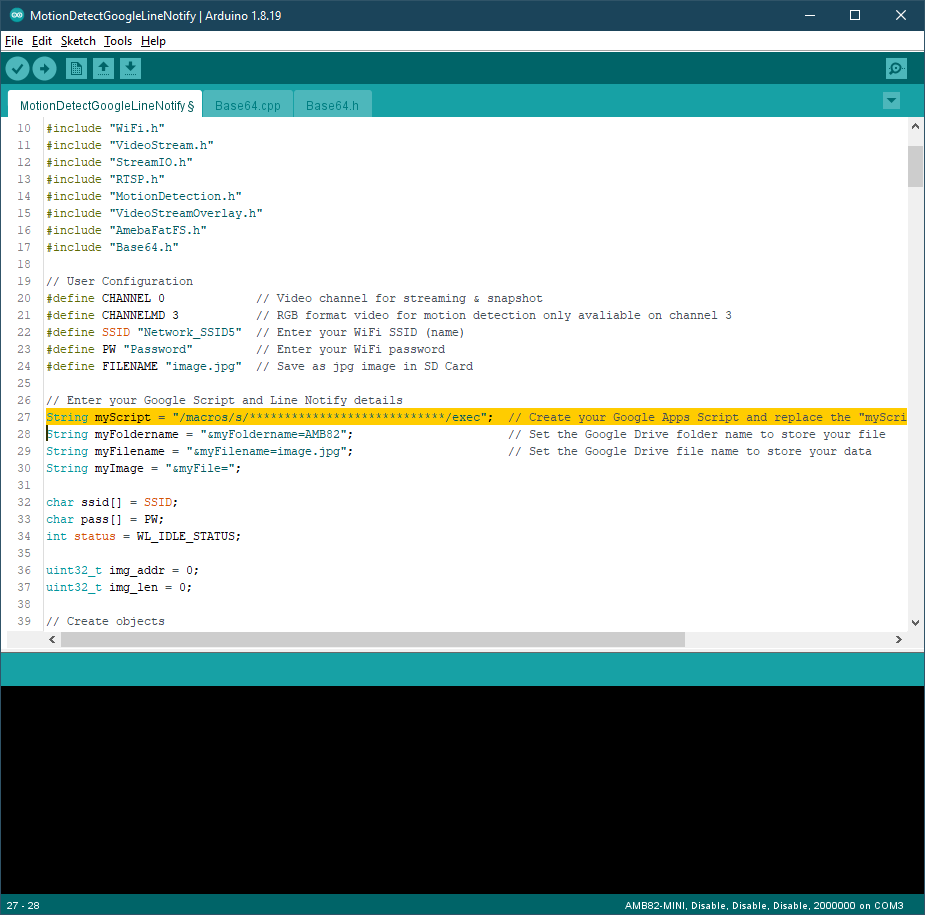 MotionDetectGoogleLineNotify | Arduino 1.8.19
File Edit Sketch Tools Help
MotionDetectGoogleLineNotify § Base64.cpp Base64.h
10 #include "WiFi.h"
11 #include "VideoStream.h"
12 #include "StreamIO.h"
13 #include "RTSP.h"
14 #include "MotionDetection.h"
15 #include "VideoStreamOverlay.h"
16 #include "AmebaFatFS.h"
17 #include "Base64.h"
18
19 // User Configuration
20 #define CHANNEL 0 // Video channel for streaming & snapshot
21 #define CHANNELMD 3 // RGB format video for motion detection only avaliable on channel 3
22 #define SSID "Network_SSID5" // Enter your WiFi SSID (name)
23 #define PW "Password" // Enter your WiFi password
24 #define FILENAME "image.jpg" // Save as jpg image in SD Card
25
26 // Enter your Google Script and Line Notify details
27 String myScript = "/macros/s/****************************/exec"; // Create your Google Apps Script and replace the "myScri
28 String myFoldername = "&myFoldername=AMB82"; // Set the Google Drive folder name to store your file
29 String myFilename = "&myFilename=image.jpg"; // Set the Google Drive file name to store your data
30 String myImage = "&myFile=";
31
32 char ssid[] = SSID;
33 char pass[] = PW;
34 int status = WL_IDLE_STATUS;
35
36 uint32_t img_addr = 0;
37 uint32_t img_len = 0;
38
39 // Create objects
27 - 28 AMB82-MINI, Disable, Disable, Disable, 2000000 on COM3